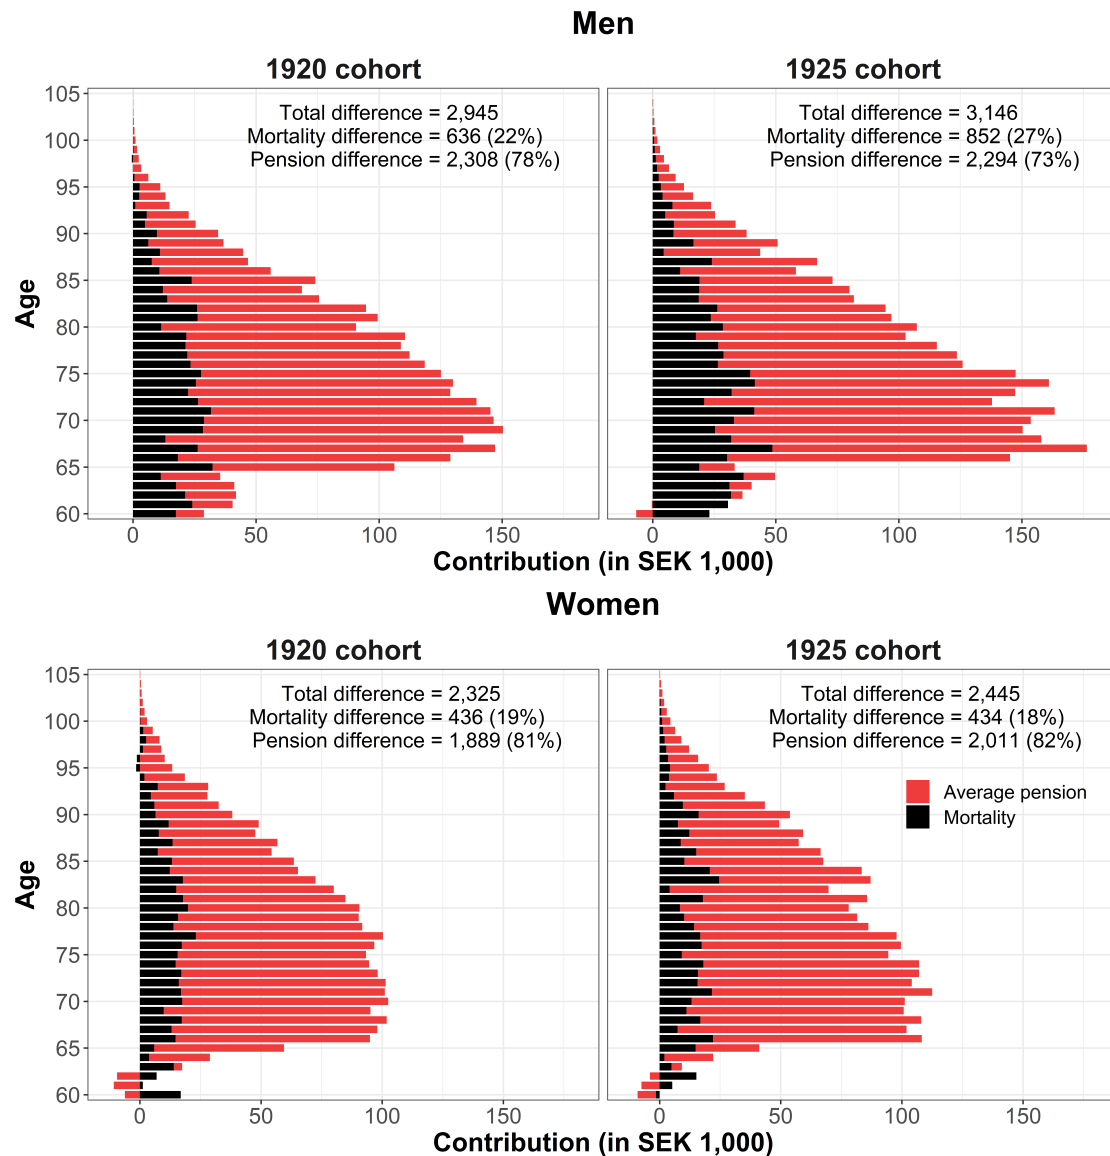 Men
1920 cohort
1925 cohort
Total difference = 2,945
Mortality difference = 636 (22%)
Pension difference = 2,308 (78%)
Total difference = 3,146
Mortality difference = 852 (27%)
Pension difference = 2,294 (73%)
Age
105
100
95
90
85
80
75
70
65
60
0 50 100 150
0 50 100 150
Contribution (in SEK 1,000)
Women
1920 cohort
1925 cohort
Total difference = 2,325
Mortality difference = 436 (19%)
Pension difference = 1,889 (81%)
Total difference = 2,445
Mortality difference = 434 (18%)
Pension difference = 2,011 (82%)
Average pension
Mortality
Age
105
100
95
90
85
80
75
70
65
60
0 50 100 150
0 50 100 150
Contribution (in SEK 1,000)